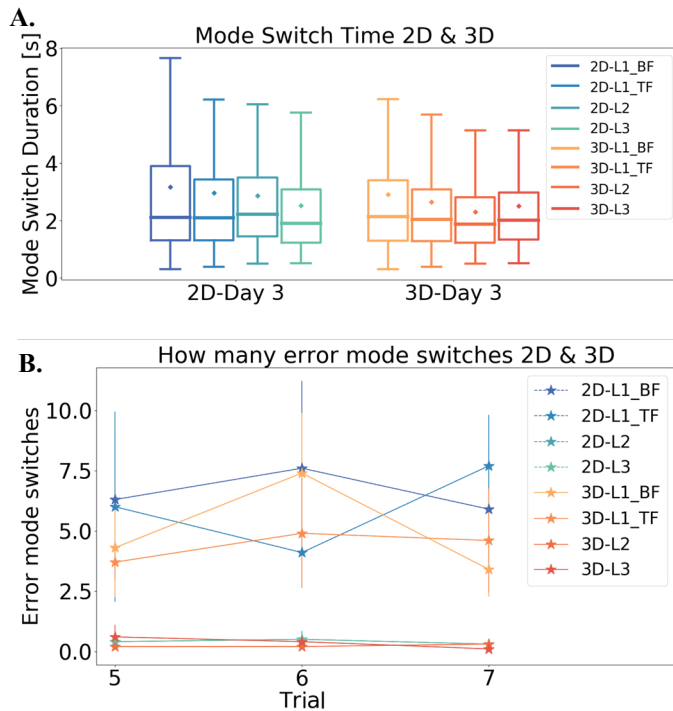 A.
Mode Switch Time 2D & 3D
Mode Switch Duration [s]
8
6
4
2
0
2D-Day 3
3D-Day 3
2D-L1_BF
2D-L1_TF
2D-L2
2D-L3
3D-L1_BF
3D-L1_TF
3D-L2
3D-L3
B.
How many error mode switches 2D & 3D
Error mode switches
10.0
7.5
5.0
2.5
0.0
5
6
7
Trial
2D-L1_BF
2D-L1_TF
2D-L2
2D-L3
3D-L1_BF
3D-L1_TF
3D-L2
3D-L3